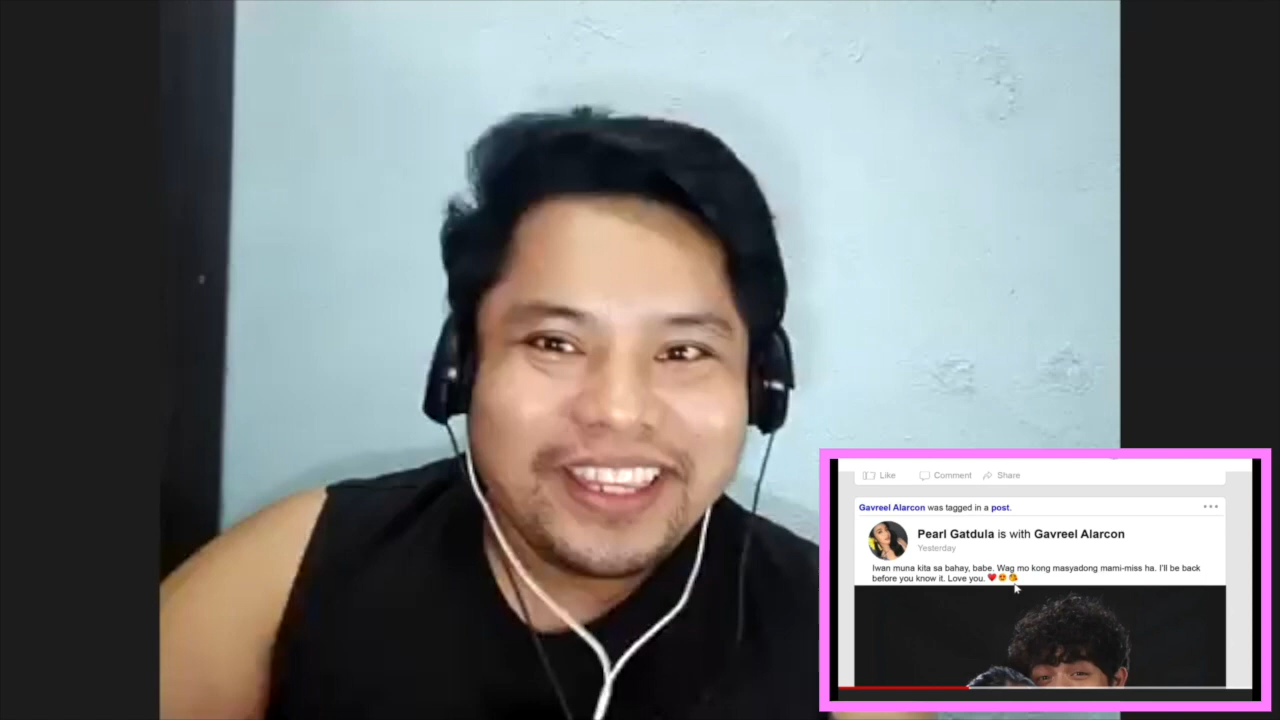 Like Comment Share
Gavreel Alarcon was tagged in a post.
Pearl Gatdula is with Gavreel Alarcon
Yesterday
Iwan muna kita sa bahay, babe. Wag mo kong masyadong mami-miss ha. I'll be back
before you know it. Love you. ❤️😍😘